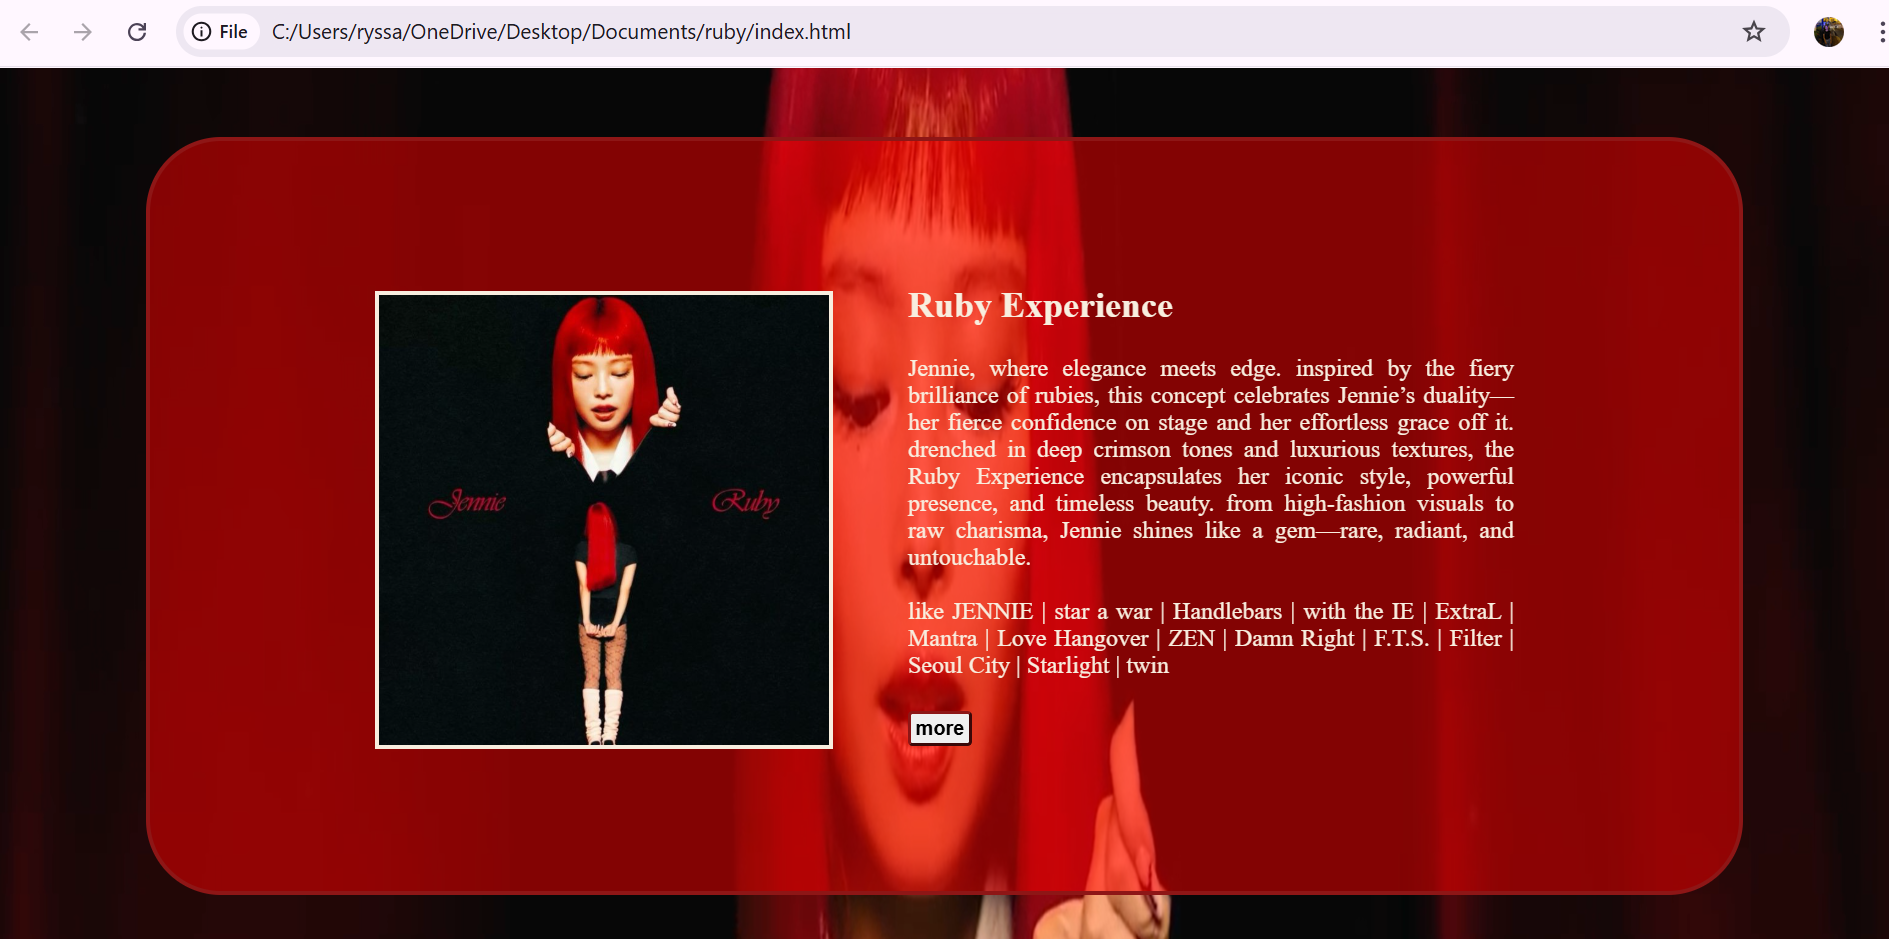 File C:/Users/ryssa/OneDrive/Desktop/Documents/ruby/index.html
Jennie Ruby
Ruby Experience
Jennie, where elegance meets edge. inspired by the fiery
brilliance of rubies, this concept celebrates Jennie’s duality—
her fierce confidence on stage and her effortless grace off it.
drenched in deep crimson tones and luxurious textures, the
Ruby Experience encapsulates her iconic style, powerful
presence, and timeless beauty. from high-fashion visuals to
raw charisma, Jennie shines like a gem—rare, radiant, and
untouchable.
like JENNIE | star a war | Handlebars | with the IE | ExtraL |
Mantra | Love Hangover | ZEN | Damn Right | F.T.S. | Filter |
Seoul City | Starlight | twin
more